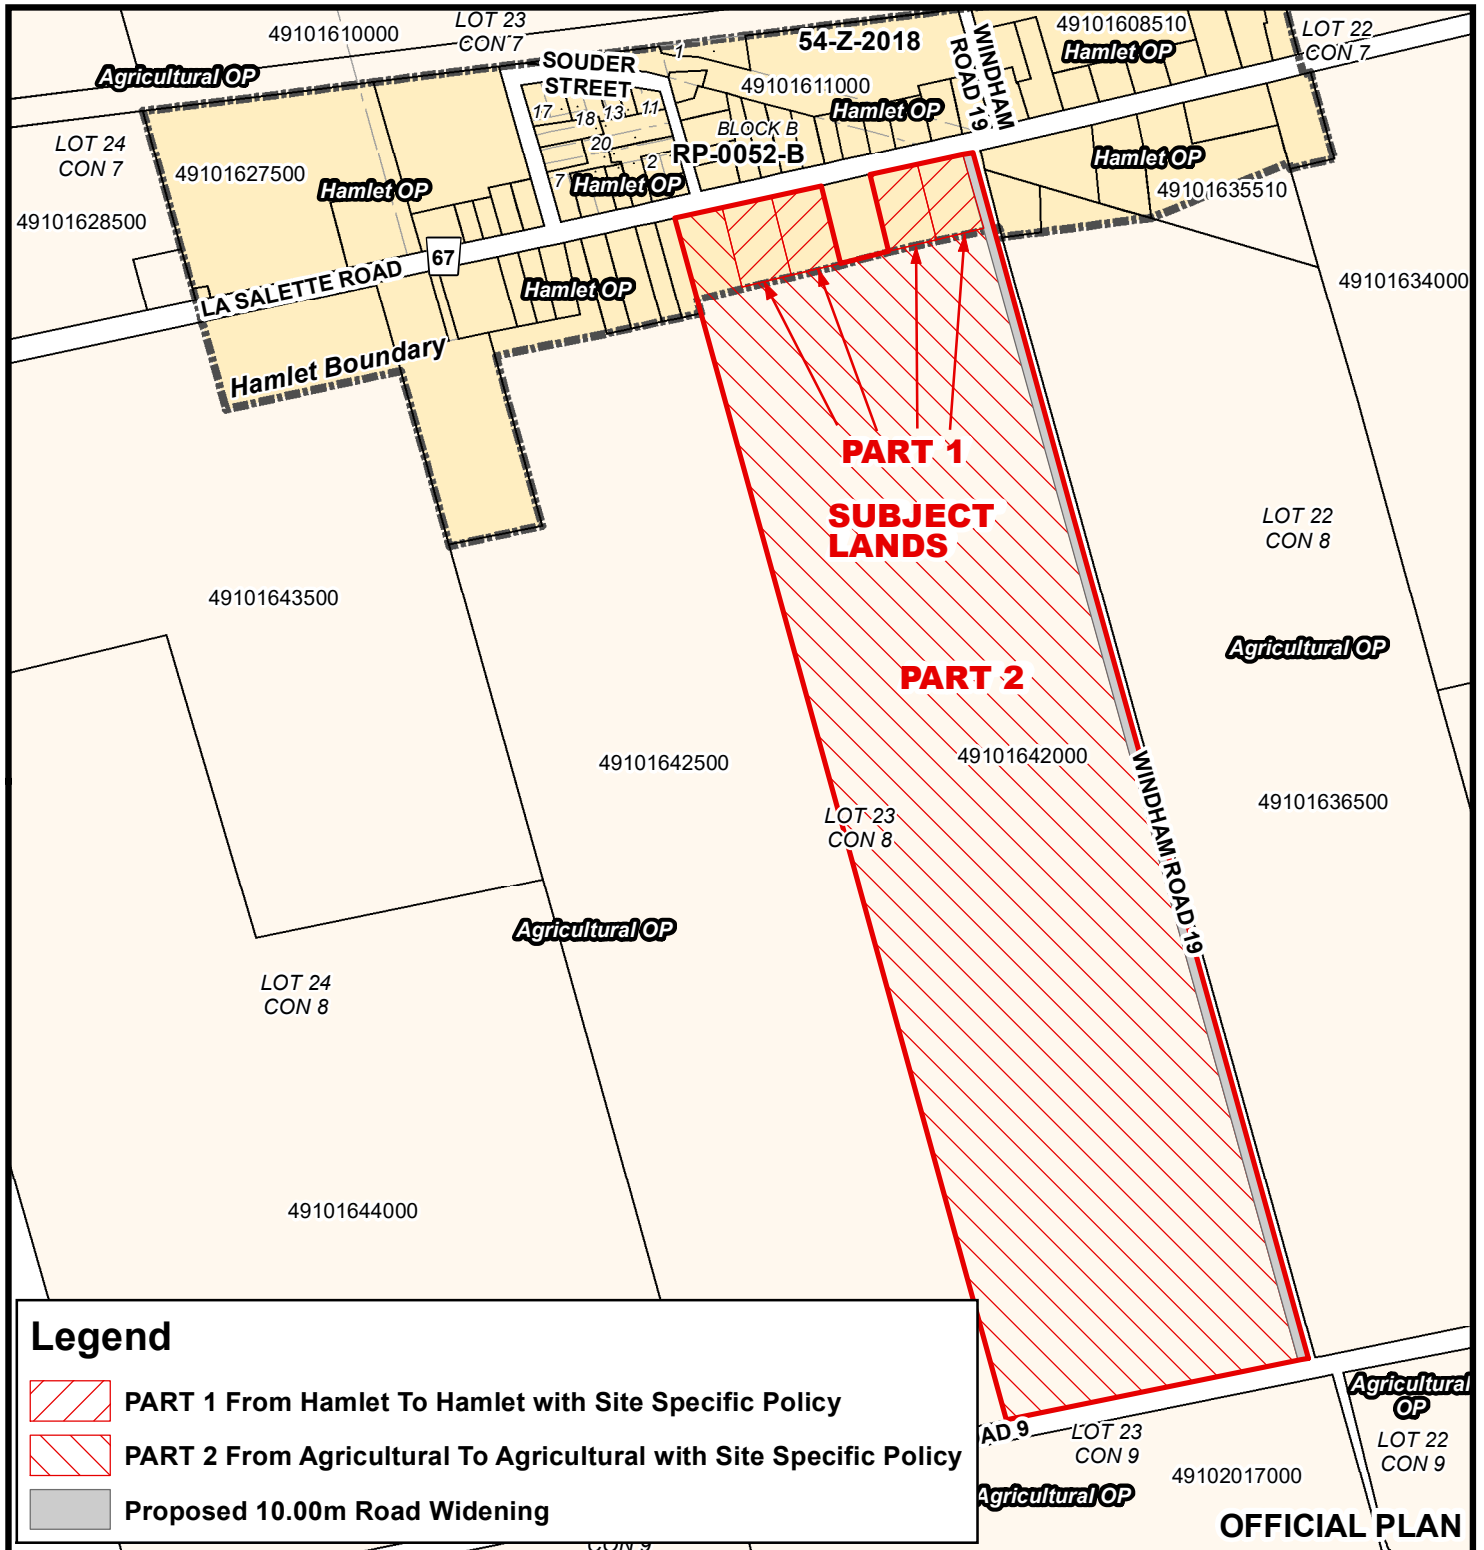 49101610000
LOT 23
CON 7
54-Z-2018
49101608510
LOT 22
CON 7
Agricultural OP
SOUDER
STREET
1
WINDHAM
ROAD 19
Hamlet OP
49101611000
Hamlet OP
17
18
13
11
BLOCK B
LOT 24
CON 7
20
2
RP-0052-B
Hamlet OP
49101627500
Hamlet OP
7
Hamlet OP
49101635510
49101628500
67
LA SALETTE ROAD
Hamlet OP
49101634000
Hamlet Boundary
PART 1
SUBJECT
LANDS
LOT 22
CON 8
49101643500
Agricultural OP
PART 2
49101642500
49101642000
WINDHAM ROAD 19
49101636500
LOT 23
CON 8
Agricultural OP
LOT 24
CON 8
49101644000
Legend
PART 1 From Hamlet To Hamlet with Site Specific Policy
PART 2 From Agricultural To Agricultural with Site Specific Policy
Proposed 10.00m Road Widening
AD 9
LOT 23
CON 9
Agricultural
OP
LOT 22
CON 9
49102017000
Agricultural OP
OFFICIAL PLAN
CON 9